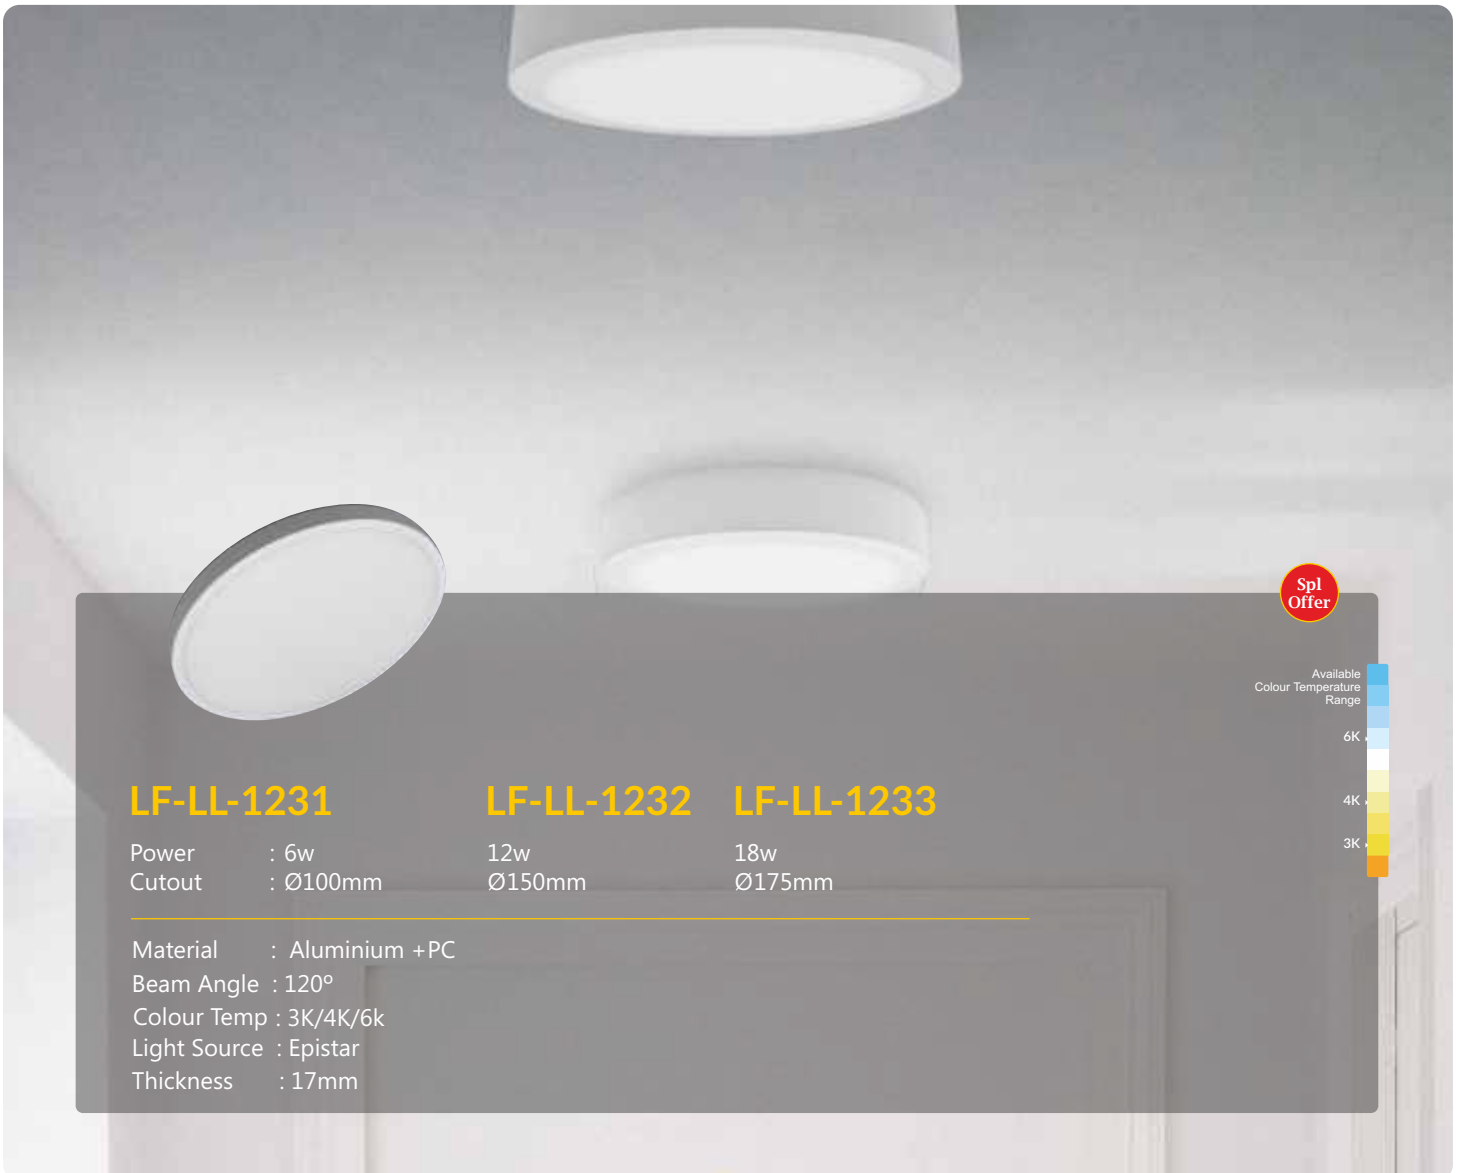 Spl
Offer
Available
Colour Temperature
Range
6K
4K
3K
LF-LL-1231 LF-LL-1232 LF-LL-1233
Power : 6w 12w 18w
Cutout : Ø100mm Ø150mm Ø175mm
Material : Aluminium +PC
Beam Angle : 120º
Colour Temp : 3K/4K/6k
Light Source : Epistar
Thickness : 17mm